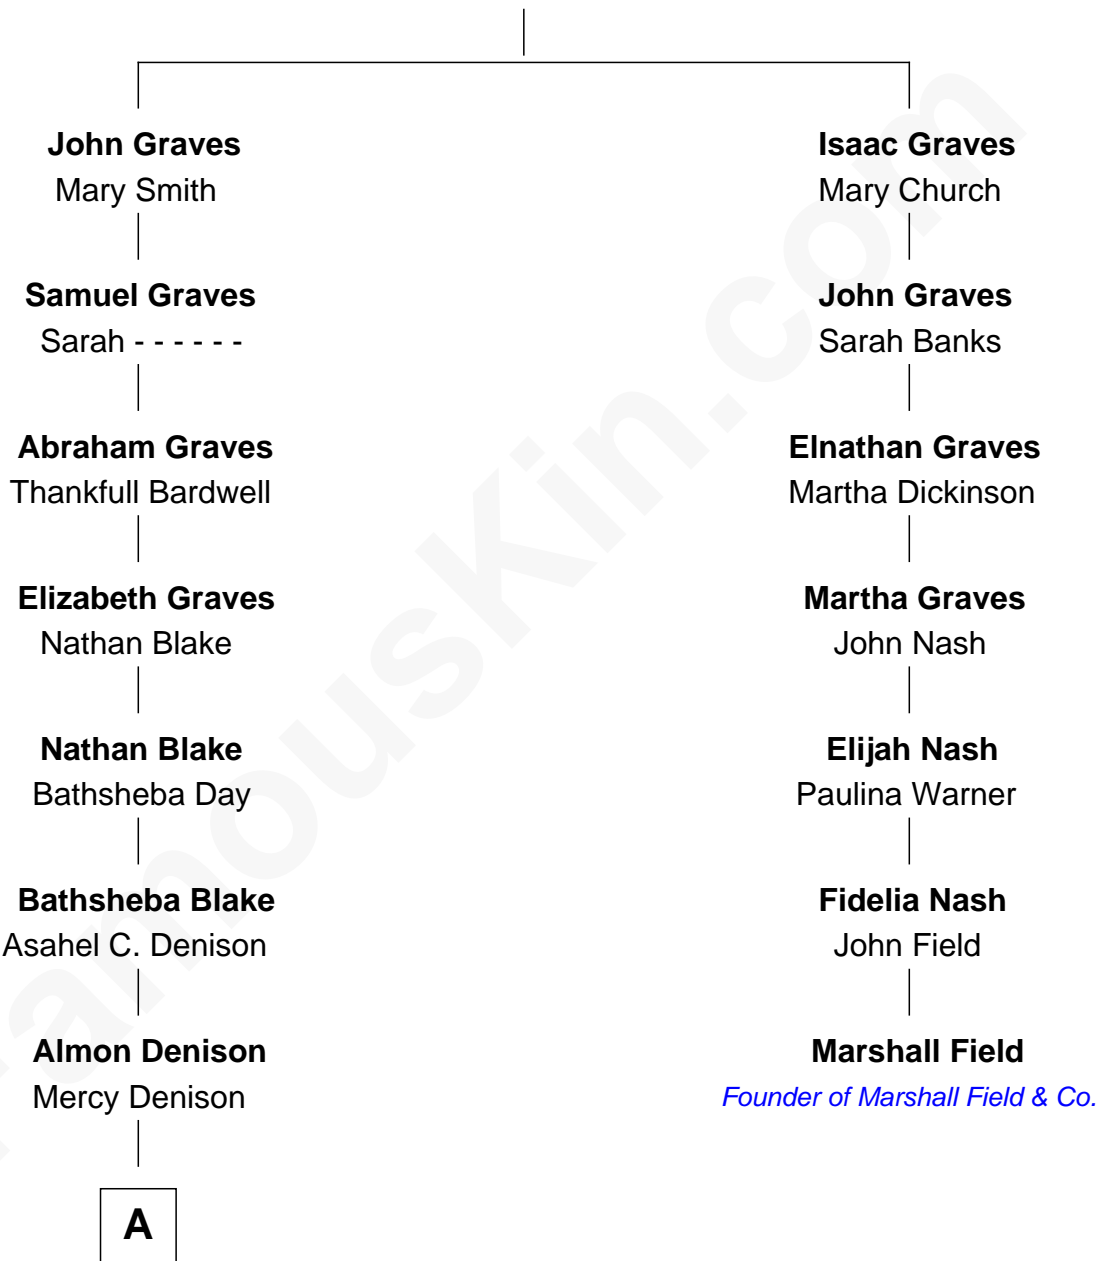 John Graves
Mary Smith
Isaac Graves
Mary Church
Samuel Graves
Sarah - - - - - -
John Graves
Sarah Banks
Abraham Graves
Thankfull Bardwell
Elnathan Graves
Martha Dickinson
Elizabeth Graves
Nathan Blake
Martha Graves
John Nash
Nathan Blake
Bathsheba Day
Elijah Nash
Paulina Warner
Bathsheba Blake
Asahel C. Denison
Fidelia Nash
John Field
Almon Denison
Mercy Denison
Marshall Field
Founder of Marshall Field & Co.
A
FamousKin.com